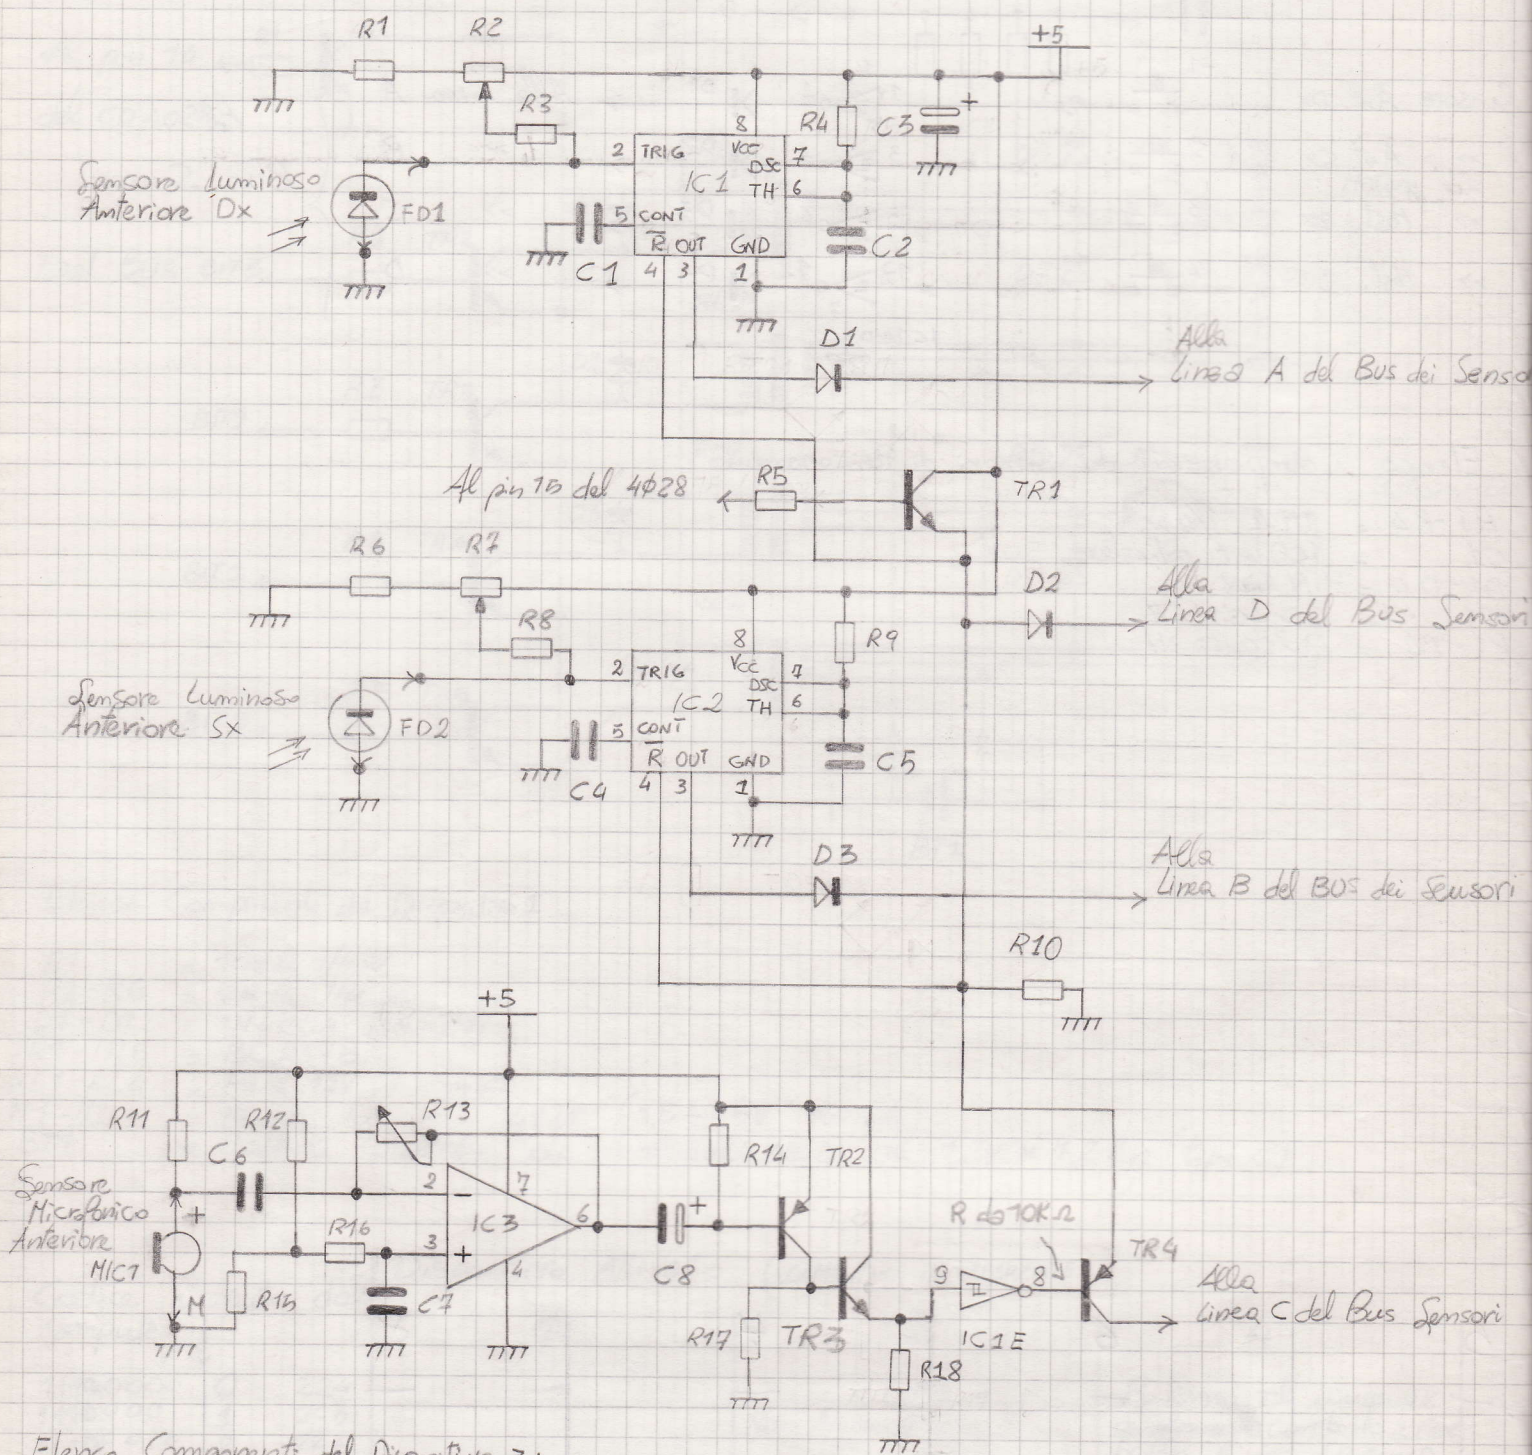 R1
R2
+5
R3
R4
C3
+
8
2
TRIG
VCC
DSC
7
IC1
TH
6
Sensore Luminoso
Anteriore Dx
FD1
5
CONT
R
OUT
GND
C2
C1
4
3
1
D1
Alla
Linea A del Bus dei Senso
Al pin 15 del 4028
R5
TR1
R6
R7
D2
Alla
Linea D del Bus Sensori
R8
R9
8
2
TRIG
VCC
DSC
7
IC2
TH
6
Sensore Luminoso
Anteriore Sx
FD2
5
CONT
R
OUT
GND
C5
C4
4
3
1
D3
Alla
Linea B del BUS dei Sensori
R10
+5
R11
R12
R13
R14
TR2
C6
2
-
7
Sensore
Microfonico
Anteriore
MIC1
+
R16
3
+
IC3
6
4
C8
+
R da 10KΩ
TR4
9
8
IC1E
M
R15
C7
R17
TR3
R18
Alla
Linea C del Bus Sensori
Elenco Componenti del